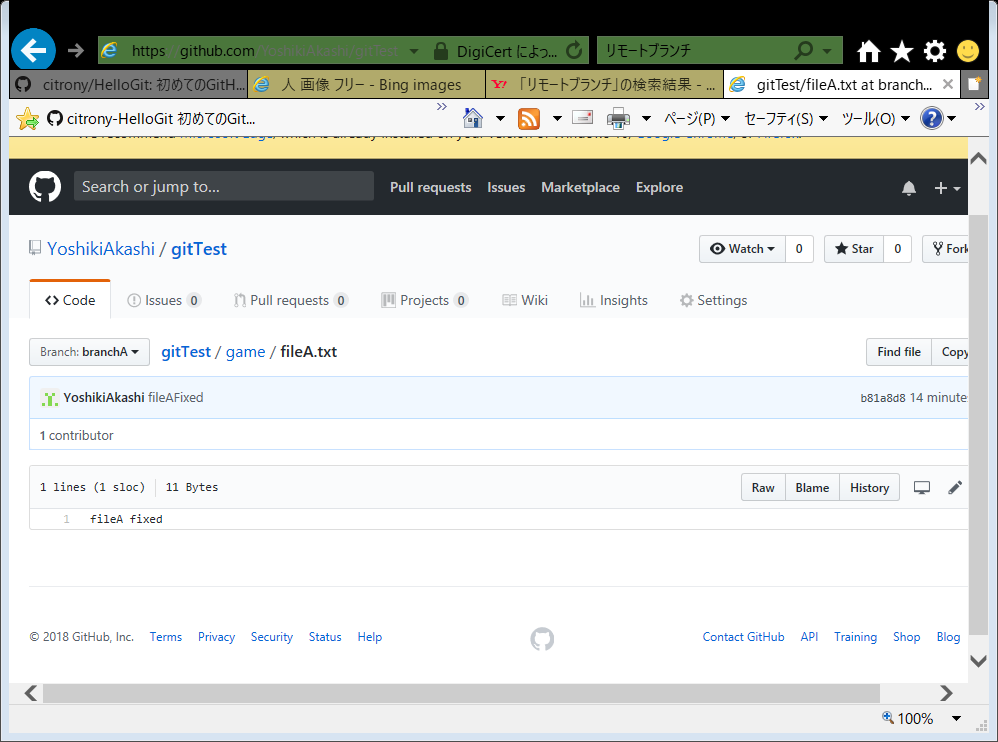 https github.com YoshikiAkashi/gittest DigiCert によっ... リモートブランチ
citrony/HelloGit: 初めてのGitH... 人 画像 フリー - Bing images 「リモートブランチ」の検索結果 - ... gitTest/fileA.txt at branch...
citrony-HelloGit 初めてのGit... ページ(P) セーフティ(S) ツール(O)
Search or jump to... Pull requests Issues Marketplace Explore
YoshikiAkashi / gitTest Watch 0 Star 0 Fork
Code Issues 0 Pull requests 0 Projects 0 Wiki Insights Settings
Branch: branchA gitTest / game / fileA.txt Find file Copy
YoshikiAkashi fileAFixed b81a8d8 14 minutes
1 contributor
1 lines (1 sloc) 11 Bytes Raw Blame History
1 fileA fixed
© 2018 GitHub, Inc. Terms Privacy Security Status Help Contact GitHub API Training Shop Blog
100%